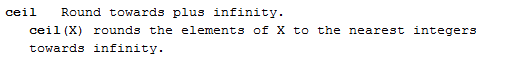 ceil   Round towards plus infinity.
ceil(X) rounds the elements of X to the nearest integers
towards infinity.